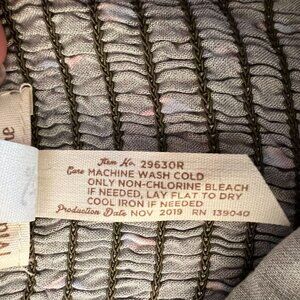 Item No. 29630R
Care MACHINE WASH COLD
ONLY NON-CHLORINE BLEACH
IF NEEDED, LAY FLAT TO DRY
COOL IRON IF NEEDED
Production Date NOV 2019 RN 139040